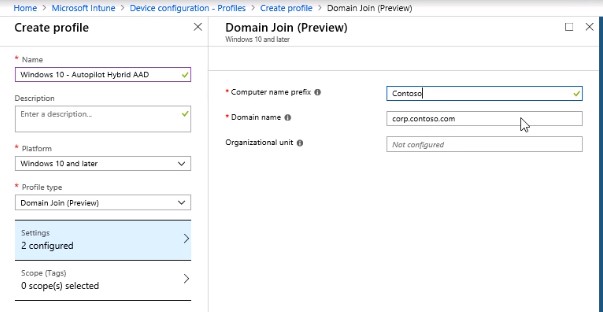 Home > Microsoft Intune > Device configuration - Profiles > Create profile > Domain Join (Preview)
Create profile
* Name
Windows 10 - Autopilot Hybrid AAD
Description
Enter a description...
* Platform
Windows 10 and later
* Profile type
Domain Join (Preview)
Settings
2 configured
Scope (Tags)
0 scope(s) selected
Domain Join (Preview)
Windows 10 and later
* Computer name prefix
Contoso
* Domain name
corp.contoso.com
Organizational unit
Not configured